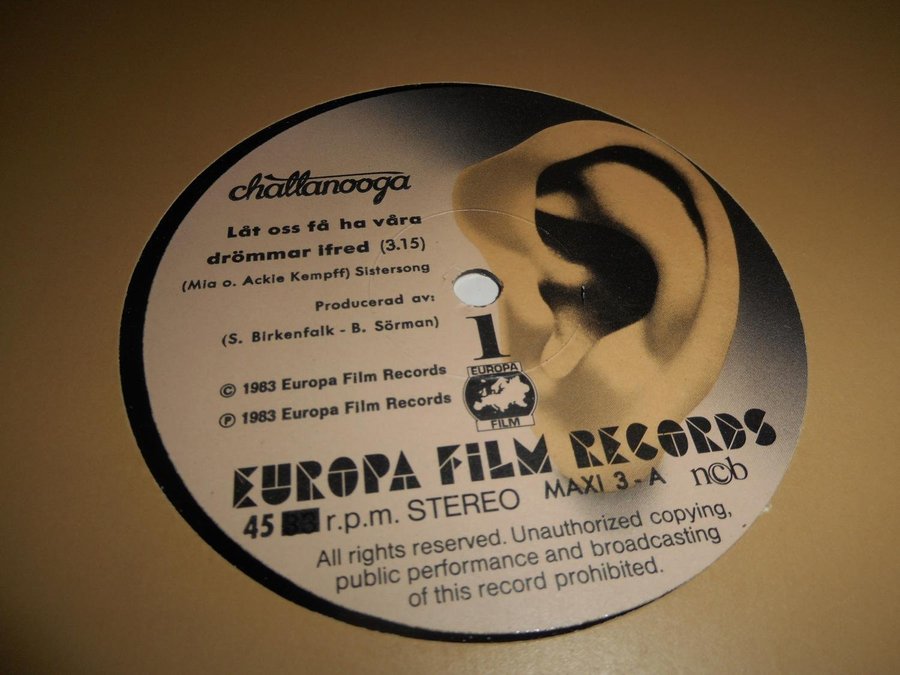 chattanooga
Låt oss få ha våra
drömmar ifred (3.15)
(Mia o. Ackie Kempff) Sistersong
Producerad av:
(S. Birkenfalk - B. Sörman)
1
EUROPA
FILM
© 1983 Europa Film Records
℗ 1983 Europa Film Records
EUROPA FILM RECORDS
45 r.p.m. STEREO MAXI 3 - A n©b
All rights reserved. Unauthorized copying,
public performance and broadcasting
of this record prohibited.